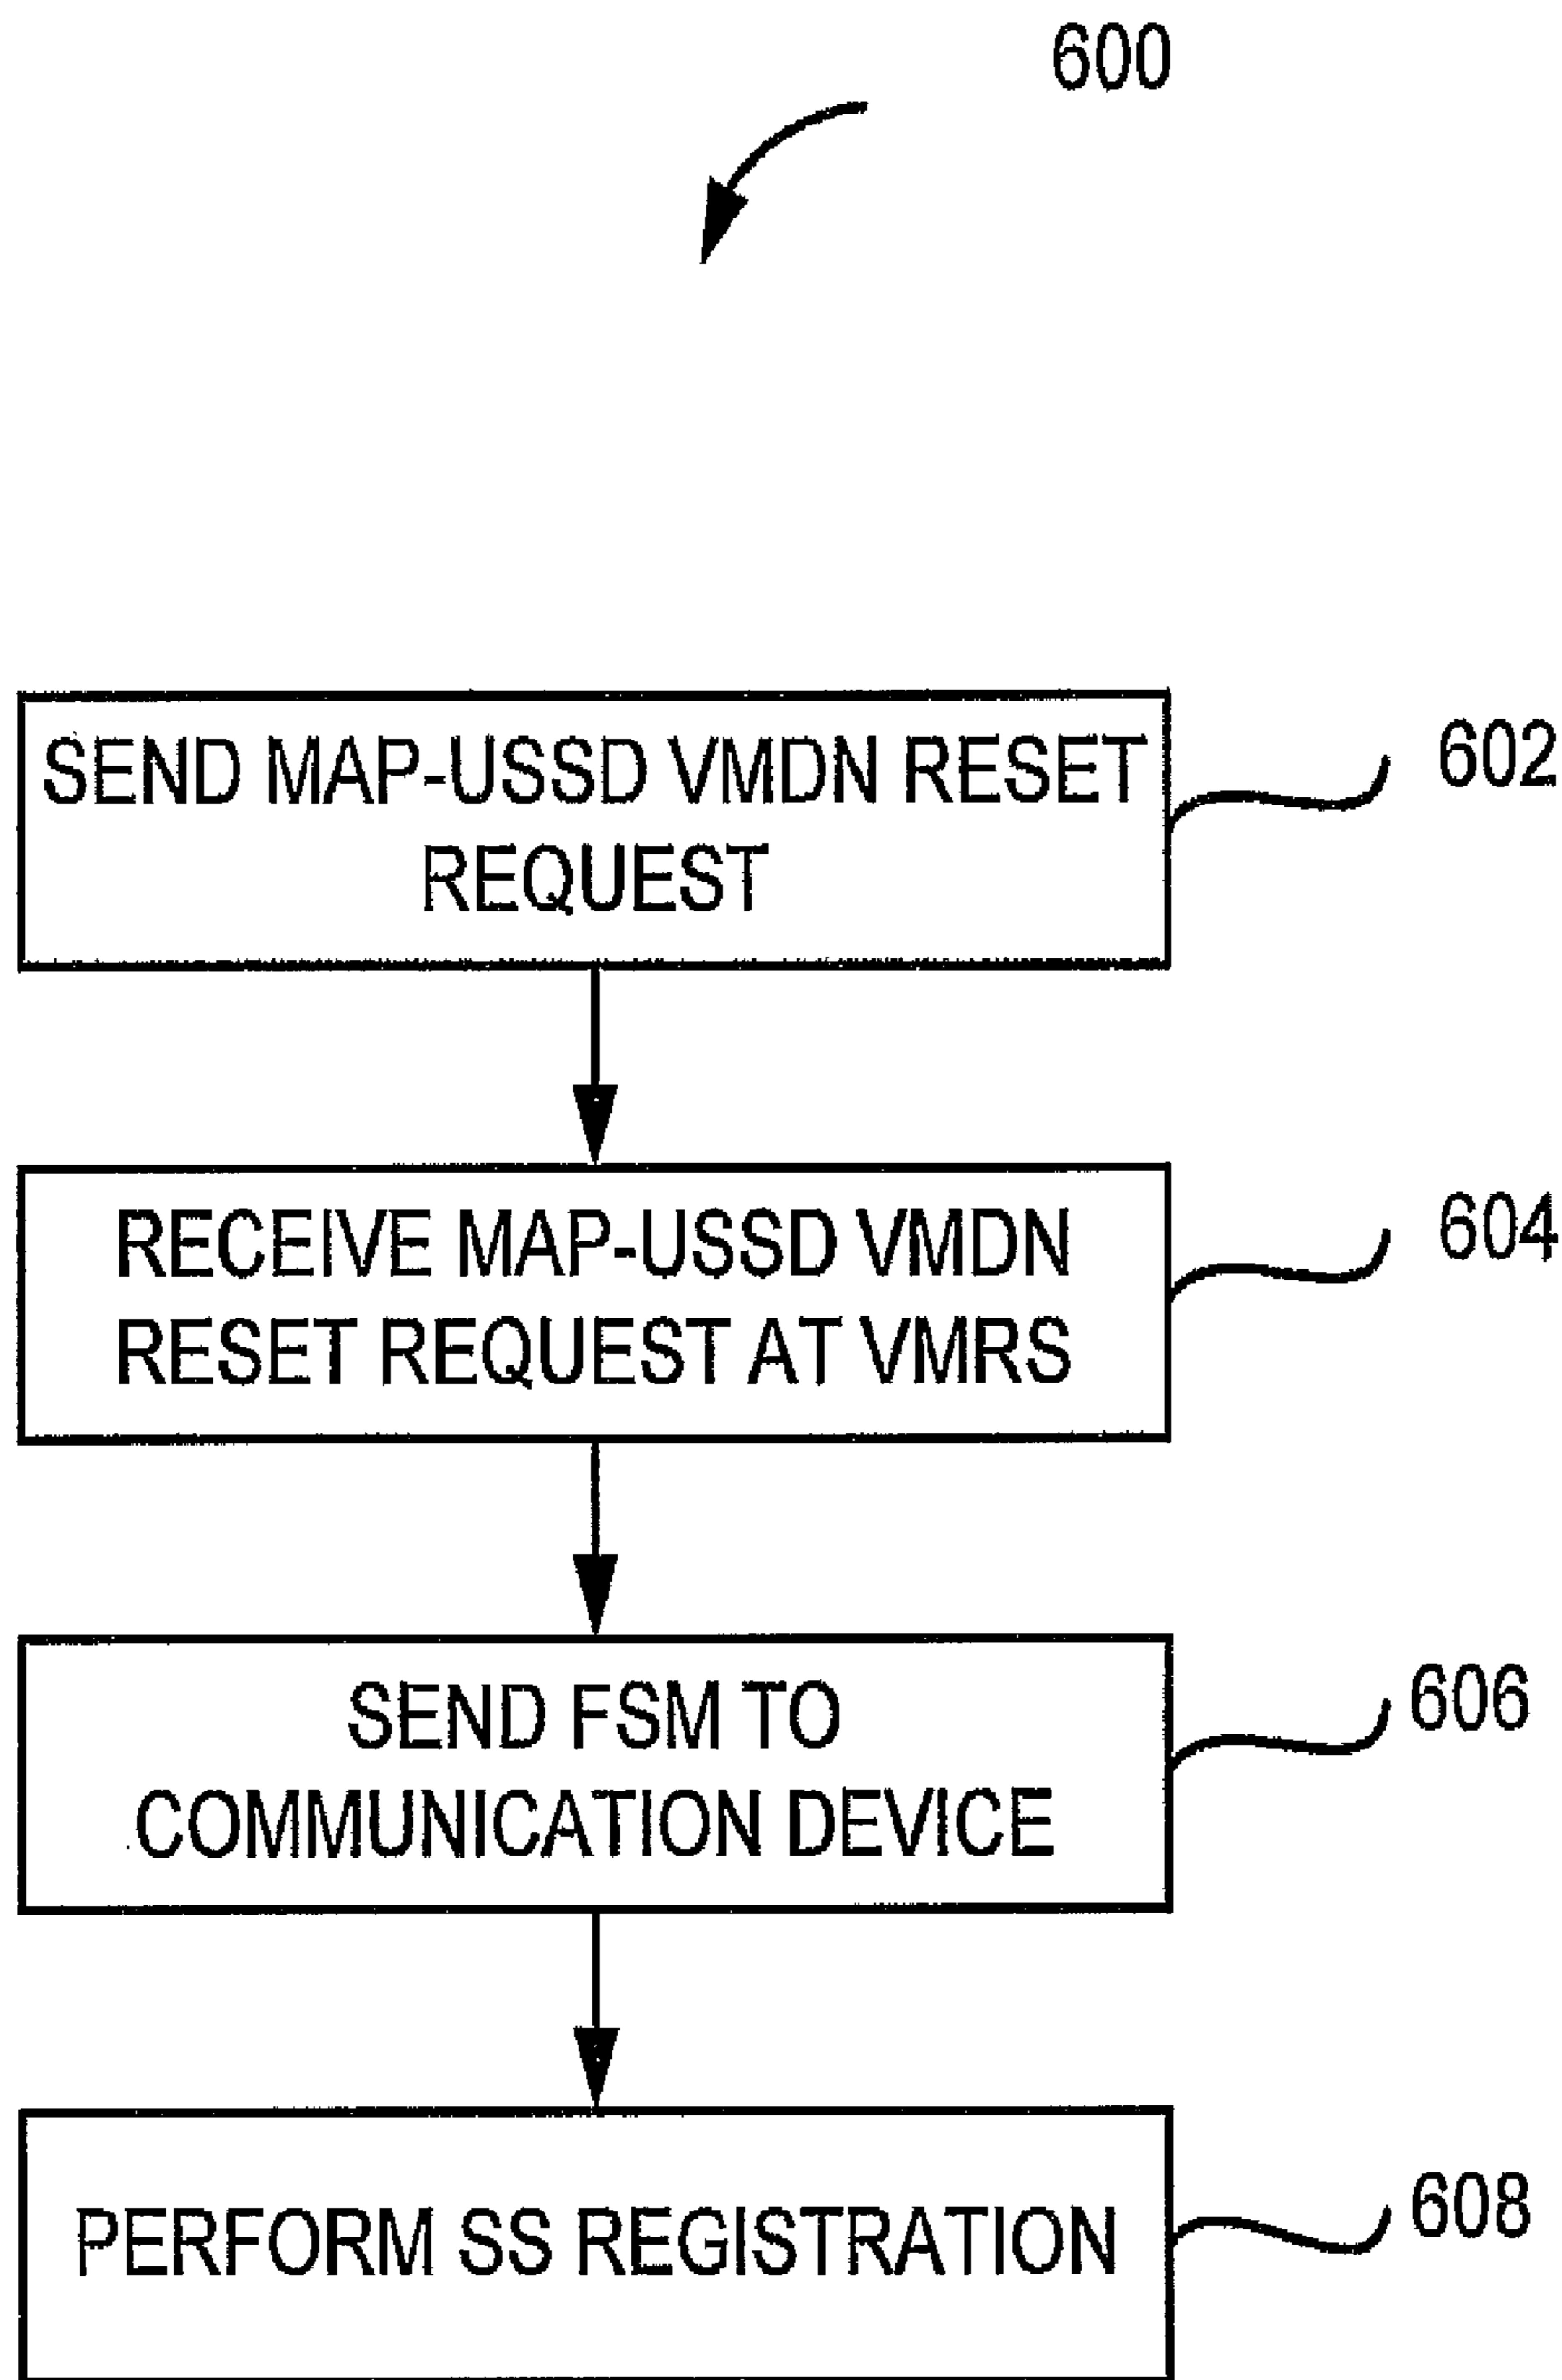 600
SEND MAP-USSD VMDN RESET
REQUEST
602
RECEIVE MAP-USSD VMDN
RESET REQUEST AT VMRS
604
SEND FSM TO
COMMUNICATION DEVICE
606
PERFORM SS REGISTRATION
608